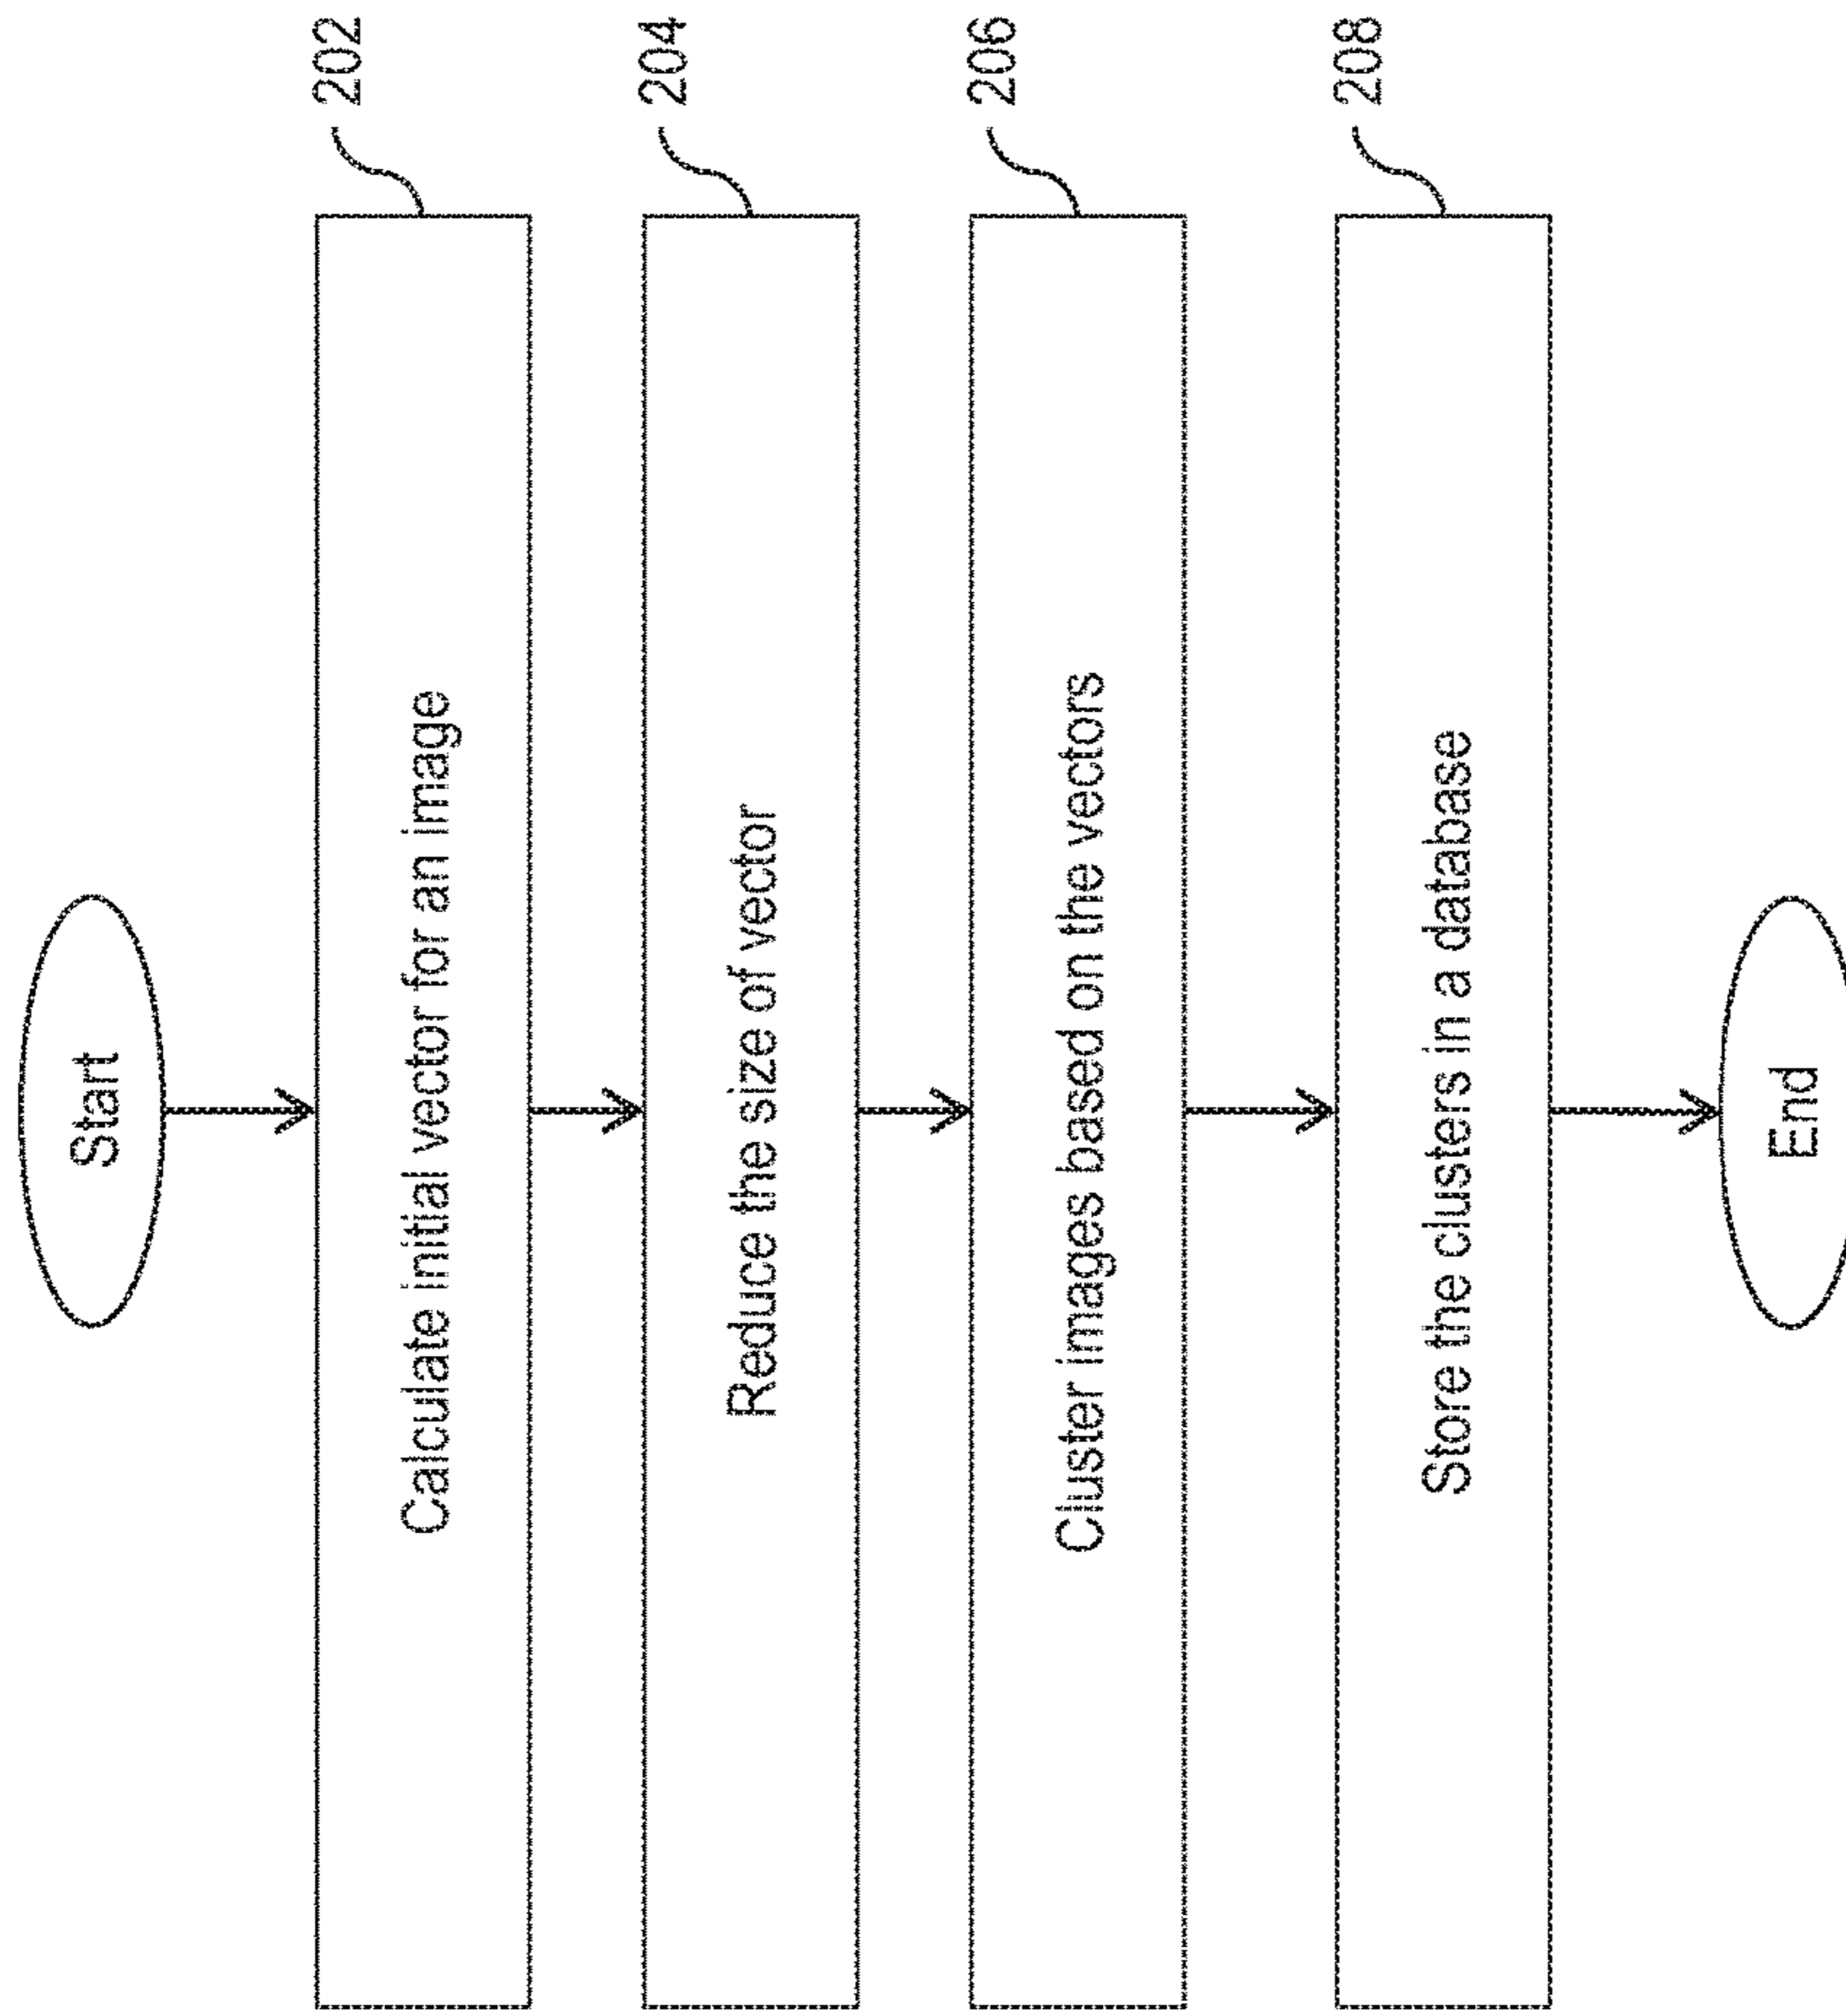 Start
Calculate initial vector for an image
202
Reduce the size of vector
204
Cluster images based on the vectors
206
Store the clusters in a database
208
End